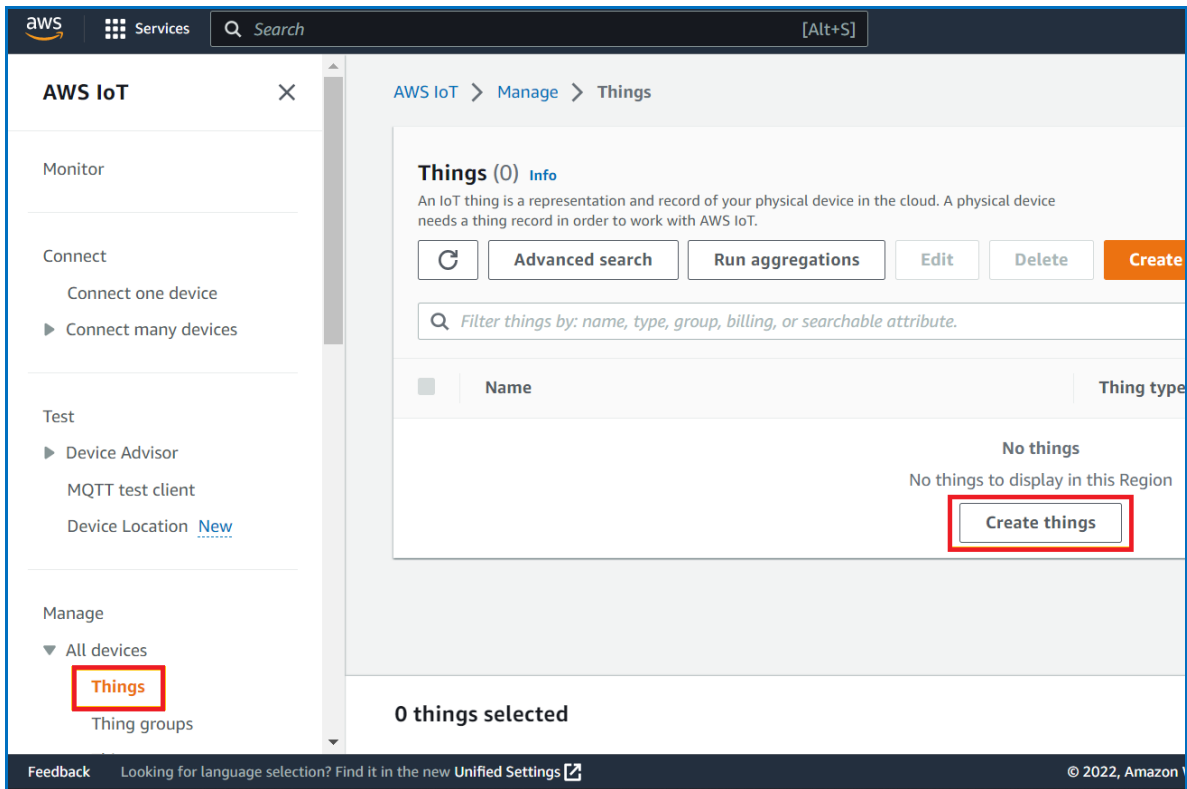 aws
Services
Search [Alt+S]
AWS IoT
Monitor
Connect
Connect one device
Connect many devices
Test
Device Advisor
MQTT test client
Device Location New
Manage
All devices
Things
Thing groups
AWS IoT > Manage > Things
Things (0) Info
An IoT thing is a representation and record of your physical device in the cloud. A physical device
needs a thing record in order to work with AWS IoT.
Advanced search Run aggregations Edit Delete Create
Filter things by: name, type, group, billing, or searchable attribute.
Name Thing type
No things
No things to display in this Region
Create things
0 things selected
Feedback Looking for language selection? Find it in the new Unified Settings © 2022, Amazon